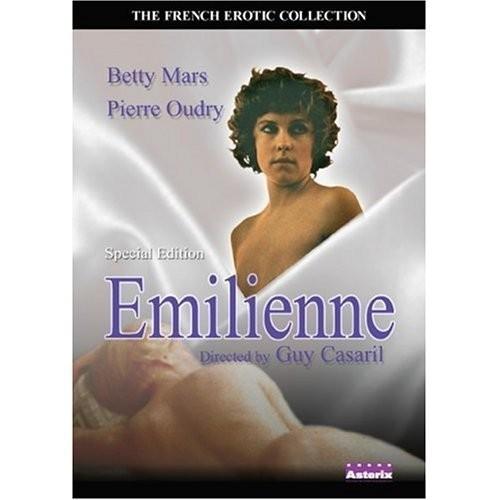 THE FRENCH EROTIC COLLECTION
Betty Mars
Pierre Oudry
Special Edition
Emilienne
Directed by Guy Casaril
Asterix